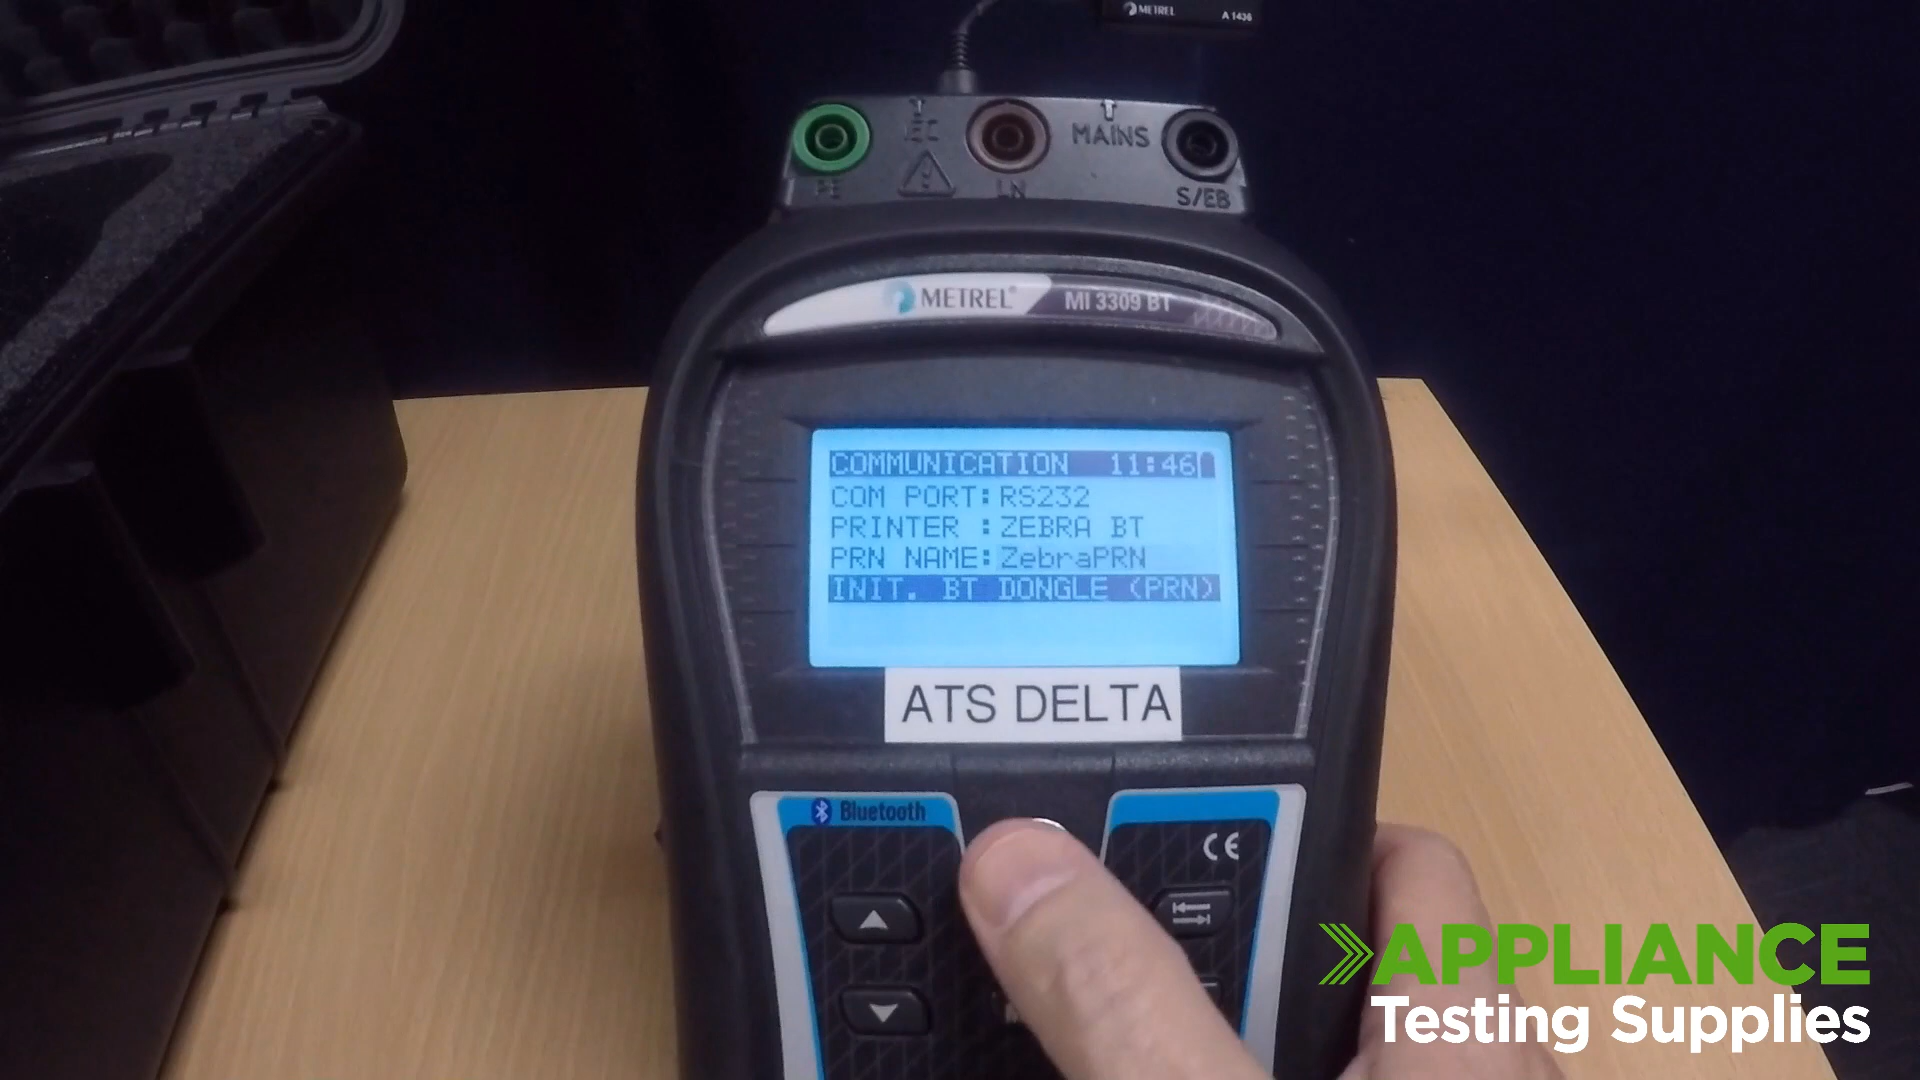 METREL A 1436
IEC MAINS
PE LN S/EB
METREL® MI 3309 BT
COMMUNICATION 11:46
COM PORT:RS232
PRINTER :ZEBRA BT
PRN NAME:ZebraPRN
INIT. BT DONGLE (PRN)
ATS DELTA
Bluetooth
CE
APPLIANCE
Testing Supplies